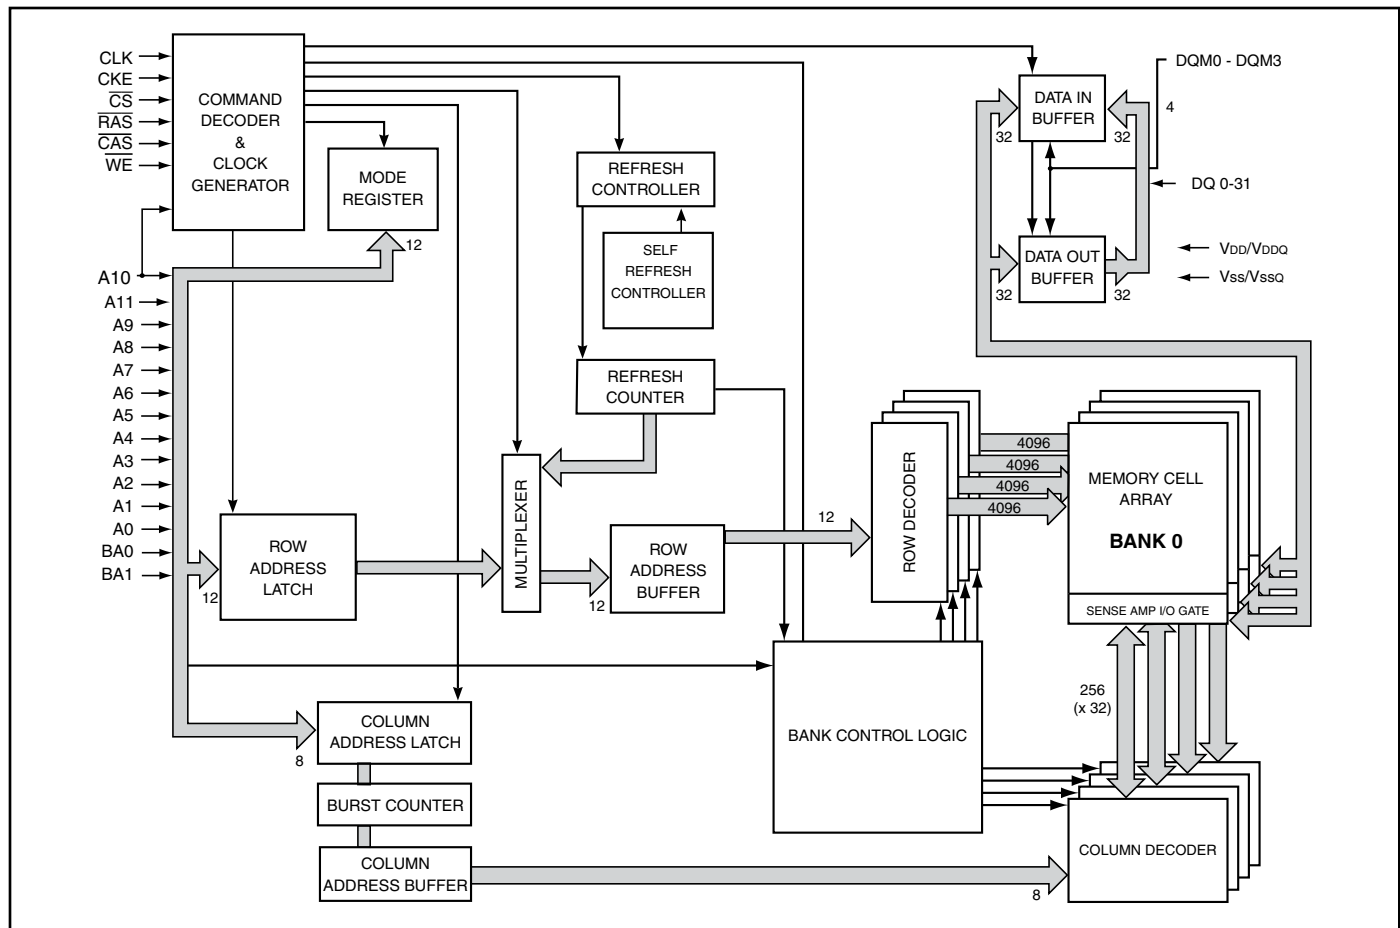 CLK
CKE
CS
RAS
CAS
WE
A10
A11
A9
A8
A7
A6
A5
A4
A3
A2
A1
A0
BA0
BA1
COMMAND
DECODER
&
CLOCK
GENERATOR
MODE
REGISTER
12
REFRESH
CONTROLLER
SELF
REFRESH
CONTROLLER
REFRESH
COUNTER
DATA IN
BUFFER
32
32
DQM0 - DQM3
4
DQ 0-31
DATA OUT
BUFFER
32
32
VDD/VDDQ
Vss/VssQ
12
ROW
ADDRESS
LATCH
MULTIPLEXER
12
ROW
ADDRESS
BUFFER
12
ROW DECODER
4096
4096
4096
4096
MEMORY CELL
ARRAY
BANK 0
SENSE AMP I/O GATE
256
(x 32)
BANK CONTROL LOGIC
8
COLUMN
ADDRESS LATCH
BURST COUNTER
COLUMN
ADDRESS BUFFER
8
COLUMN DECODER